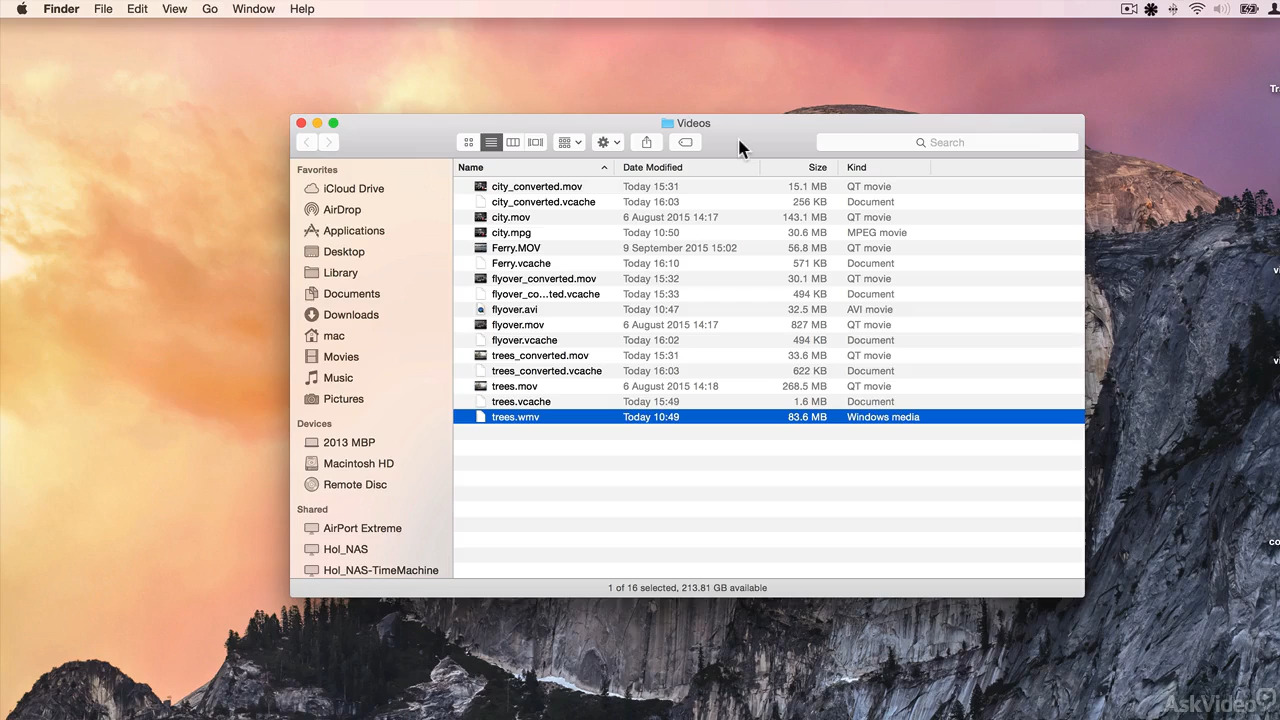 Finder File Edit View Go Window Help
Videos
Search
Favorites
iCloud Drive
AirDrop
Applications
Desktop
Library
Documents
Downloads
mac
Movies
Music
Pictures
Devices
2013 MBP
Macintosh HD
Remote Disc
Shared
AirPort Extreme
Hol_NAS
Hol_NAS-TimeMachine
Name Date Modified Size Kind
city_converted.mov Today 15:31 15.1 MB QT movie
city_converted.vcache Today 16:03 256 KB Document
city.mov 6 August 2015 14:17 143.1 MB QT movie
city.mpg Today 10:50 30.6 MB MPEG movie
Ferry.MOV 9 September 2015 15:02 56.8 MB QT movie
Ferry.vcache Today 16:10 571 KB Document
flyover_converted.mov Today 15:32 30.1 MB QT movie
flyover_co...ted.vcache Today 15:33 494 KB Document
flyover.avi Today 10:47 32.5 MB AVI movie
flyover.mov 6 August 2015 14:17 827 MB QT movie
flyover.vcache Today 16:02 494 KB Document
trees_converted.mov Today 15:31 33.6 MB QT movie
trees_converted.vcache Today 16:03 622 KB Document
trees.mov 6 August 2015 14:18 268.5 MB QT movie
trees.vcache Today 15:49 1.6 MB Document
trees.wmv Today 10:49 83.6 MB Windows media
1 of 16 selected, 213.81 GB available
AskVideo